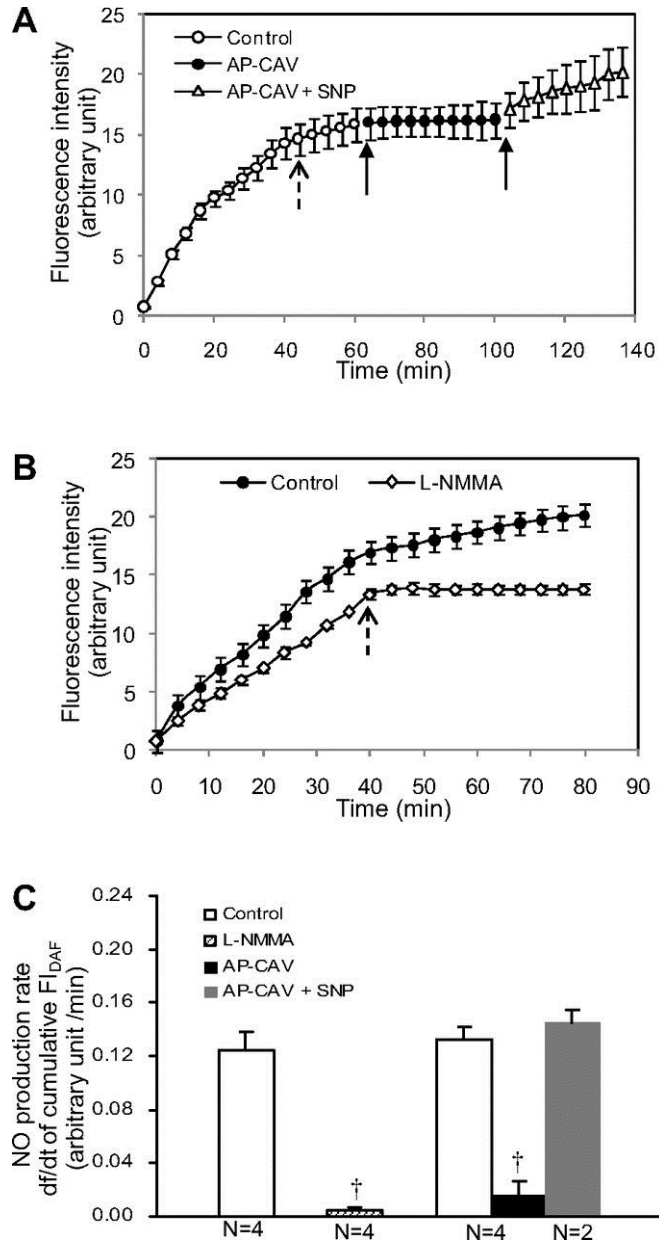 A
Control
AP-CAV
AP-CAV + SNP
Fluorescence intensity
(arbitrary unit)
25
20
15
10
5
0
0 20 40 60 80 100 120 140
Time (min)
B
Control L-NMMA
Fluorescence intensity
(arbitrary unit)
25
20
15
10
5
0
0 10 20 30 40 50 60 70 80 90
Time (min)
C
Control
L-NMMA
AP-CAV
AP-CAV + SNP
NO production rate
df/dt of cumulative FI_DAF
(arbitrary unit /min)
0.24
0.20
0.16
0.12
0.08
0.04
0.00
† †
N=4 N=4 N=4 N=2